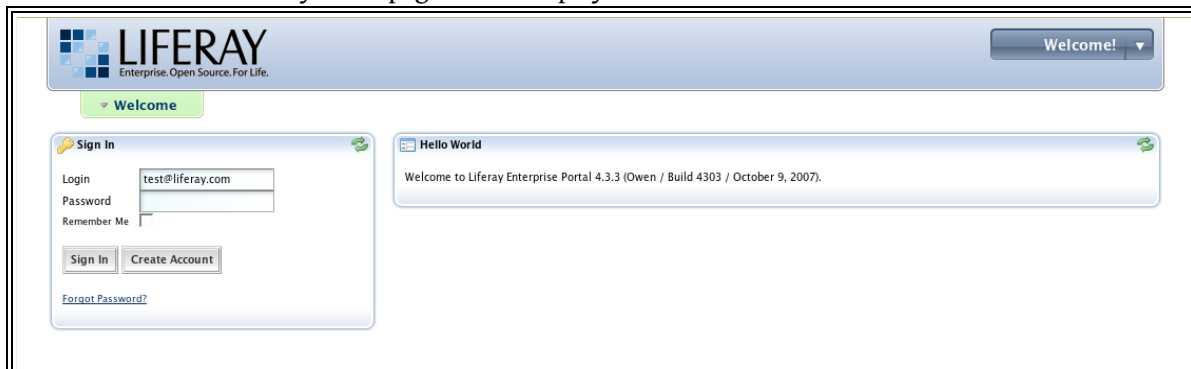 LIFERAY
Enterprise. Open Source. For Life.
Welcome!
Welcome
Sign In
Login test@liferay.com
Password
Remember Me
Sign In Create Account
Forgot Password?
Hello World
Welcome to Liferay Enterprise Portal 4.3.3 (Owen / Build 4303 / October 9, 2007).